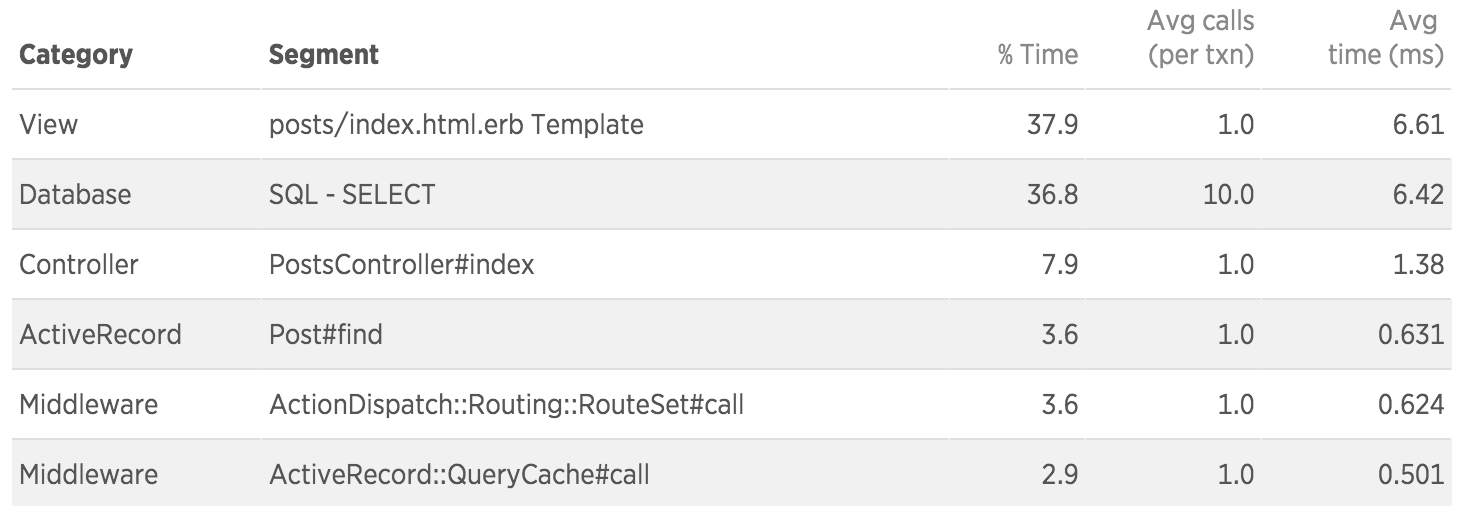 Category Segment % Time Avg calls (per txn) Avg time (ms)
View posts/index.html.erb Template 37.9 1.0 6.61
Database SQL - SELECT 36.8 10.0 6.42
Controller PostsController#index 7.9 1.0 1.38
ActiveRecord Post#find 3.6 1.0 0.631
Middleware ActionDispatch::Routing::RouteSet#call 3.6 1.0 0.624
Middleware ActiveRecord::QueryCache#call 2.9 1.0 0.501